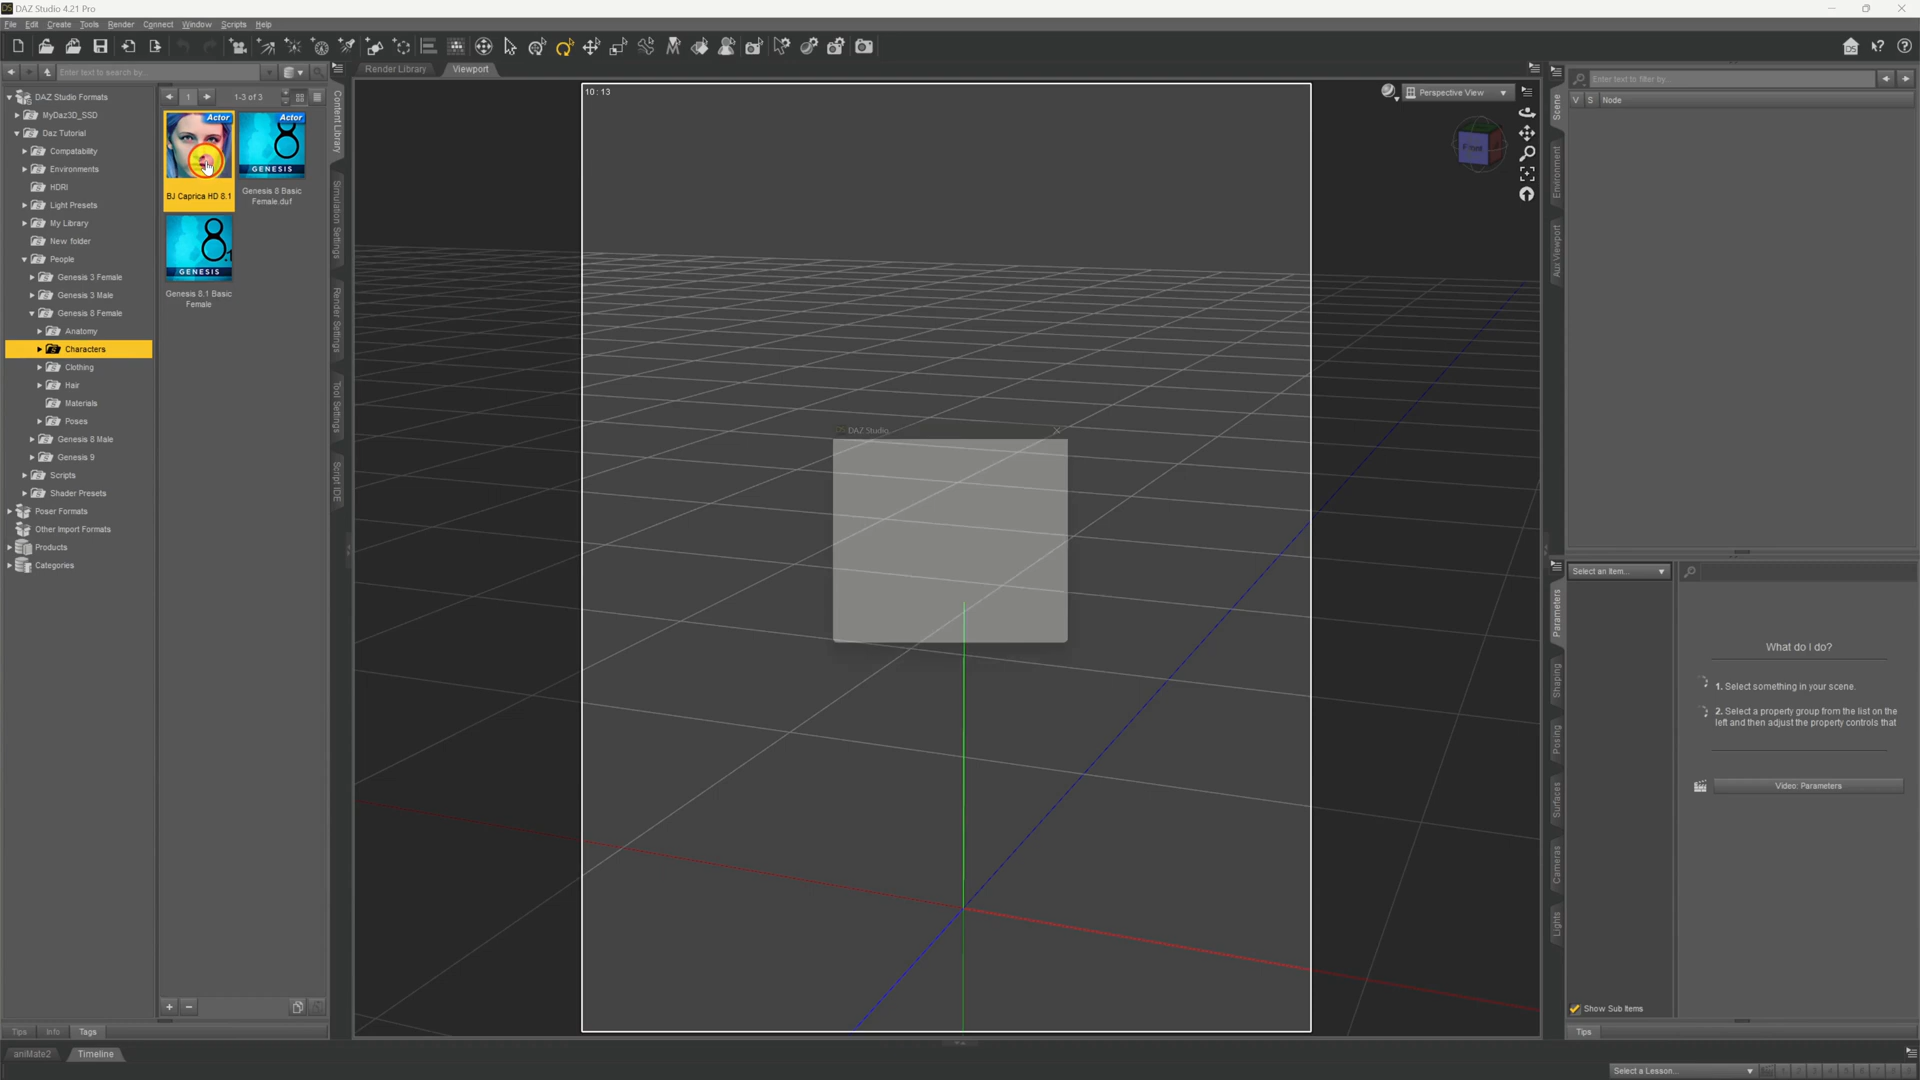 DAZ Studio 4.21 Pro
File Edit Create Tools Render Connect Window Scripts Help
Enter text to search by...
Render Library
Viewport
Enter text to filter by...
DAZ Studio Formats
MyDaz3D_SSD
Daz Tutorial
Compatability
Environments
HDRI
Light Presets
My Library
New folder
People
Genesis 3 Female
Genesis 3 Male
Genesis 8 Female
Anatomy
Characters
Clothing
Hair
Materials
Poses
Genesis 8 Male
Genesis 9
Scripts
Shader Presets
Poser Formats
Other Import Formats
Products
Categories
1
1-3 of 3
Actor
BJ Caprica HD 8.1
Actor
8
GENESIS
Genesis 8 Basic
Female.duf
8.1
GENESIS
Genesis 8.1 Basic
Female
Content Library
Simulation Settings
Render Settings
Tool Settings
Script IDE
10 : 13
Perspective View
Front
DAZ Studio
Scene
Environment
Aux Viewport
V S Node
Parameters
Shaping
Posing
Surfaces
Cameras
Lights
Select an Item...
What do I do?
1. Select something in your scene.
2. Select a property group from the list on the
left and then adjust the property controls that
Video: Parameters
Show Sub Items
Tips
Tips Info Tags
aniMate2 Timeline
Select a Lesson...